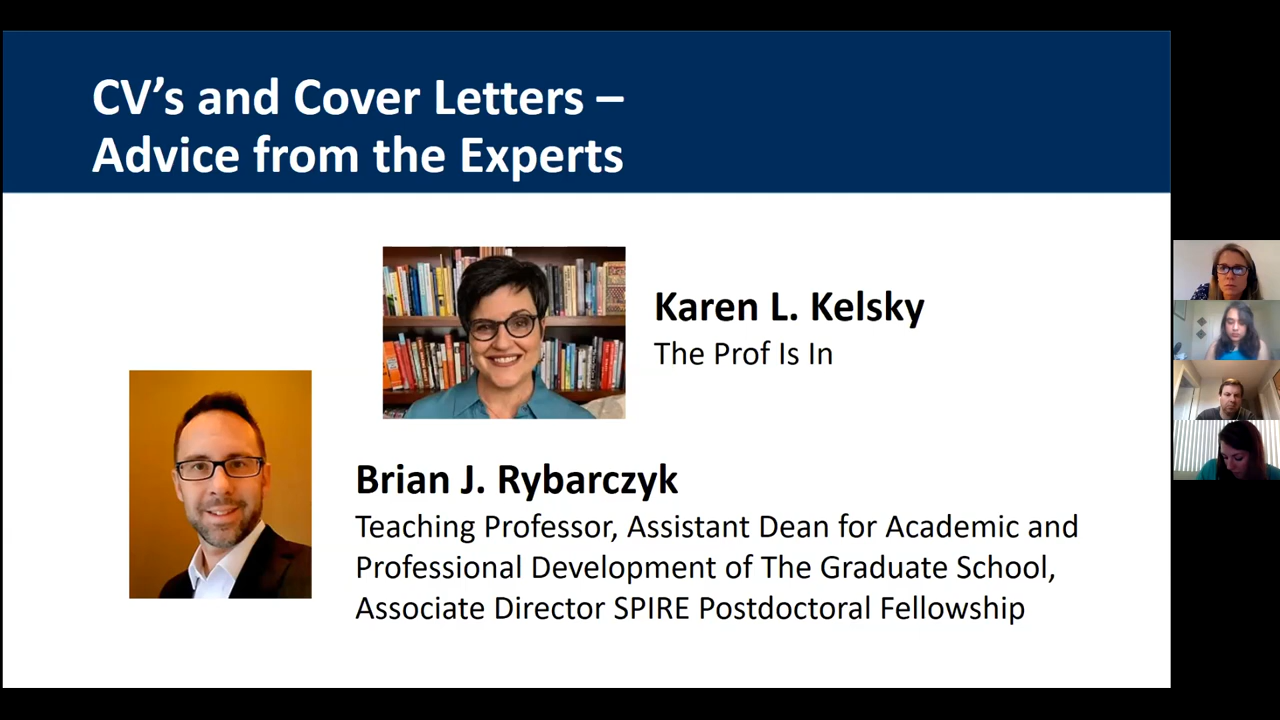 CV’s and Cover Letters –
Advice from the Experts
Karen L. Kelsky
The Prof Is In
Brian J. Rybarczyk
Teaching Professor, Assistant Dean for Academic and
Professional Development of The Graduate School,
Associate Director SPIRE Postdoctoral Fellowship